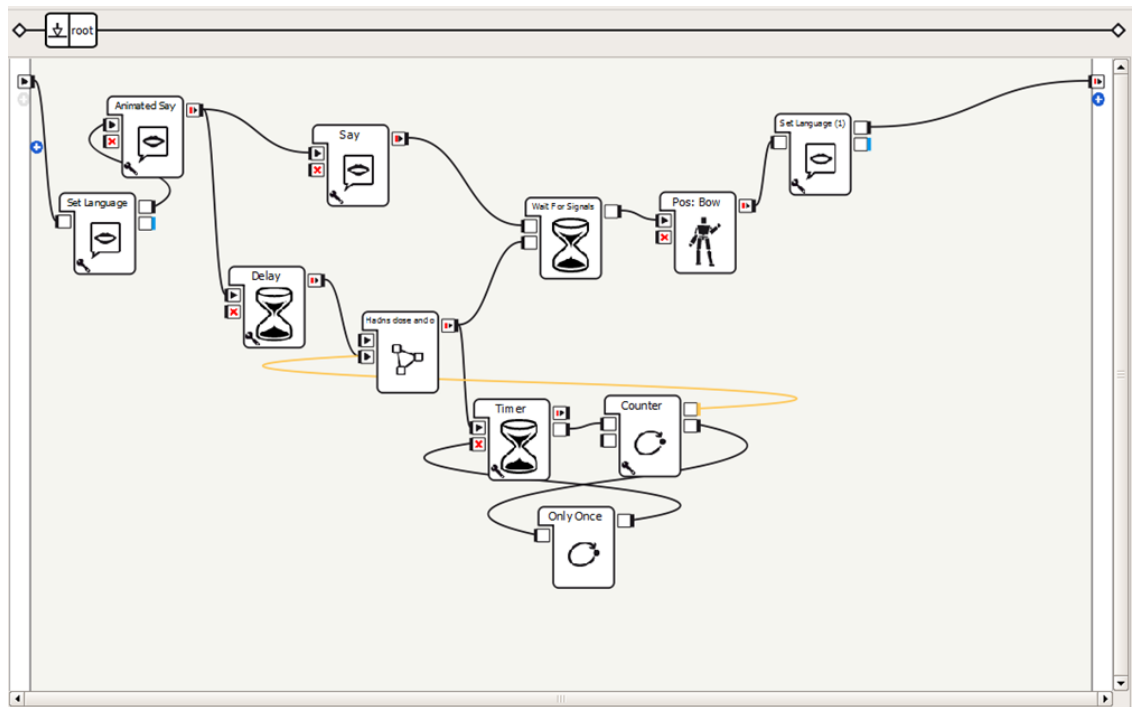 root
Animated Say
Say
Set Language (1)
Set Language
Wait For Signals
Pos: Bow
Delay
Hadns close and o
Timer
Counter
Only Once